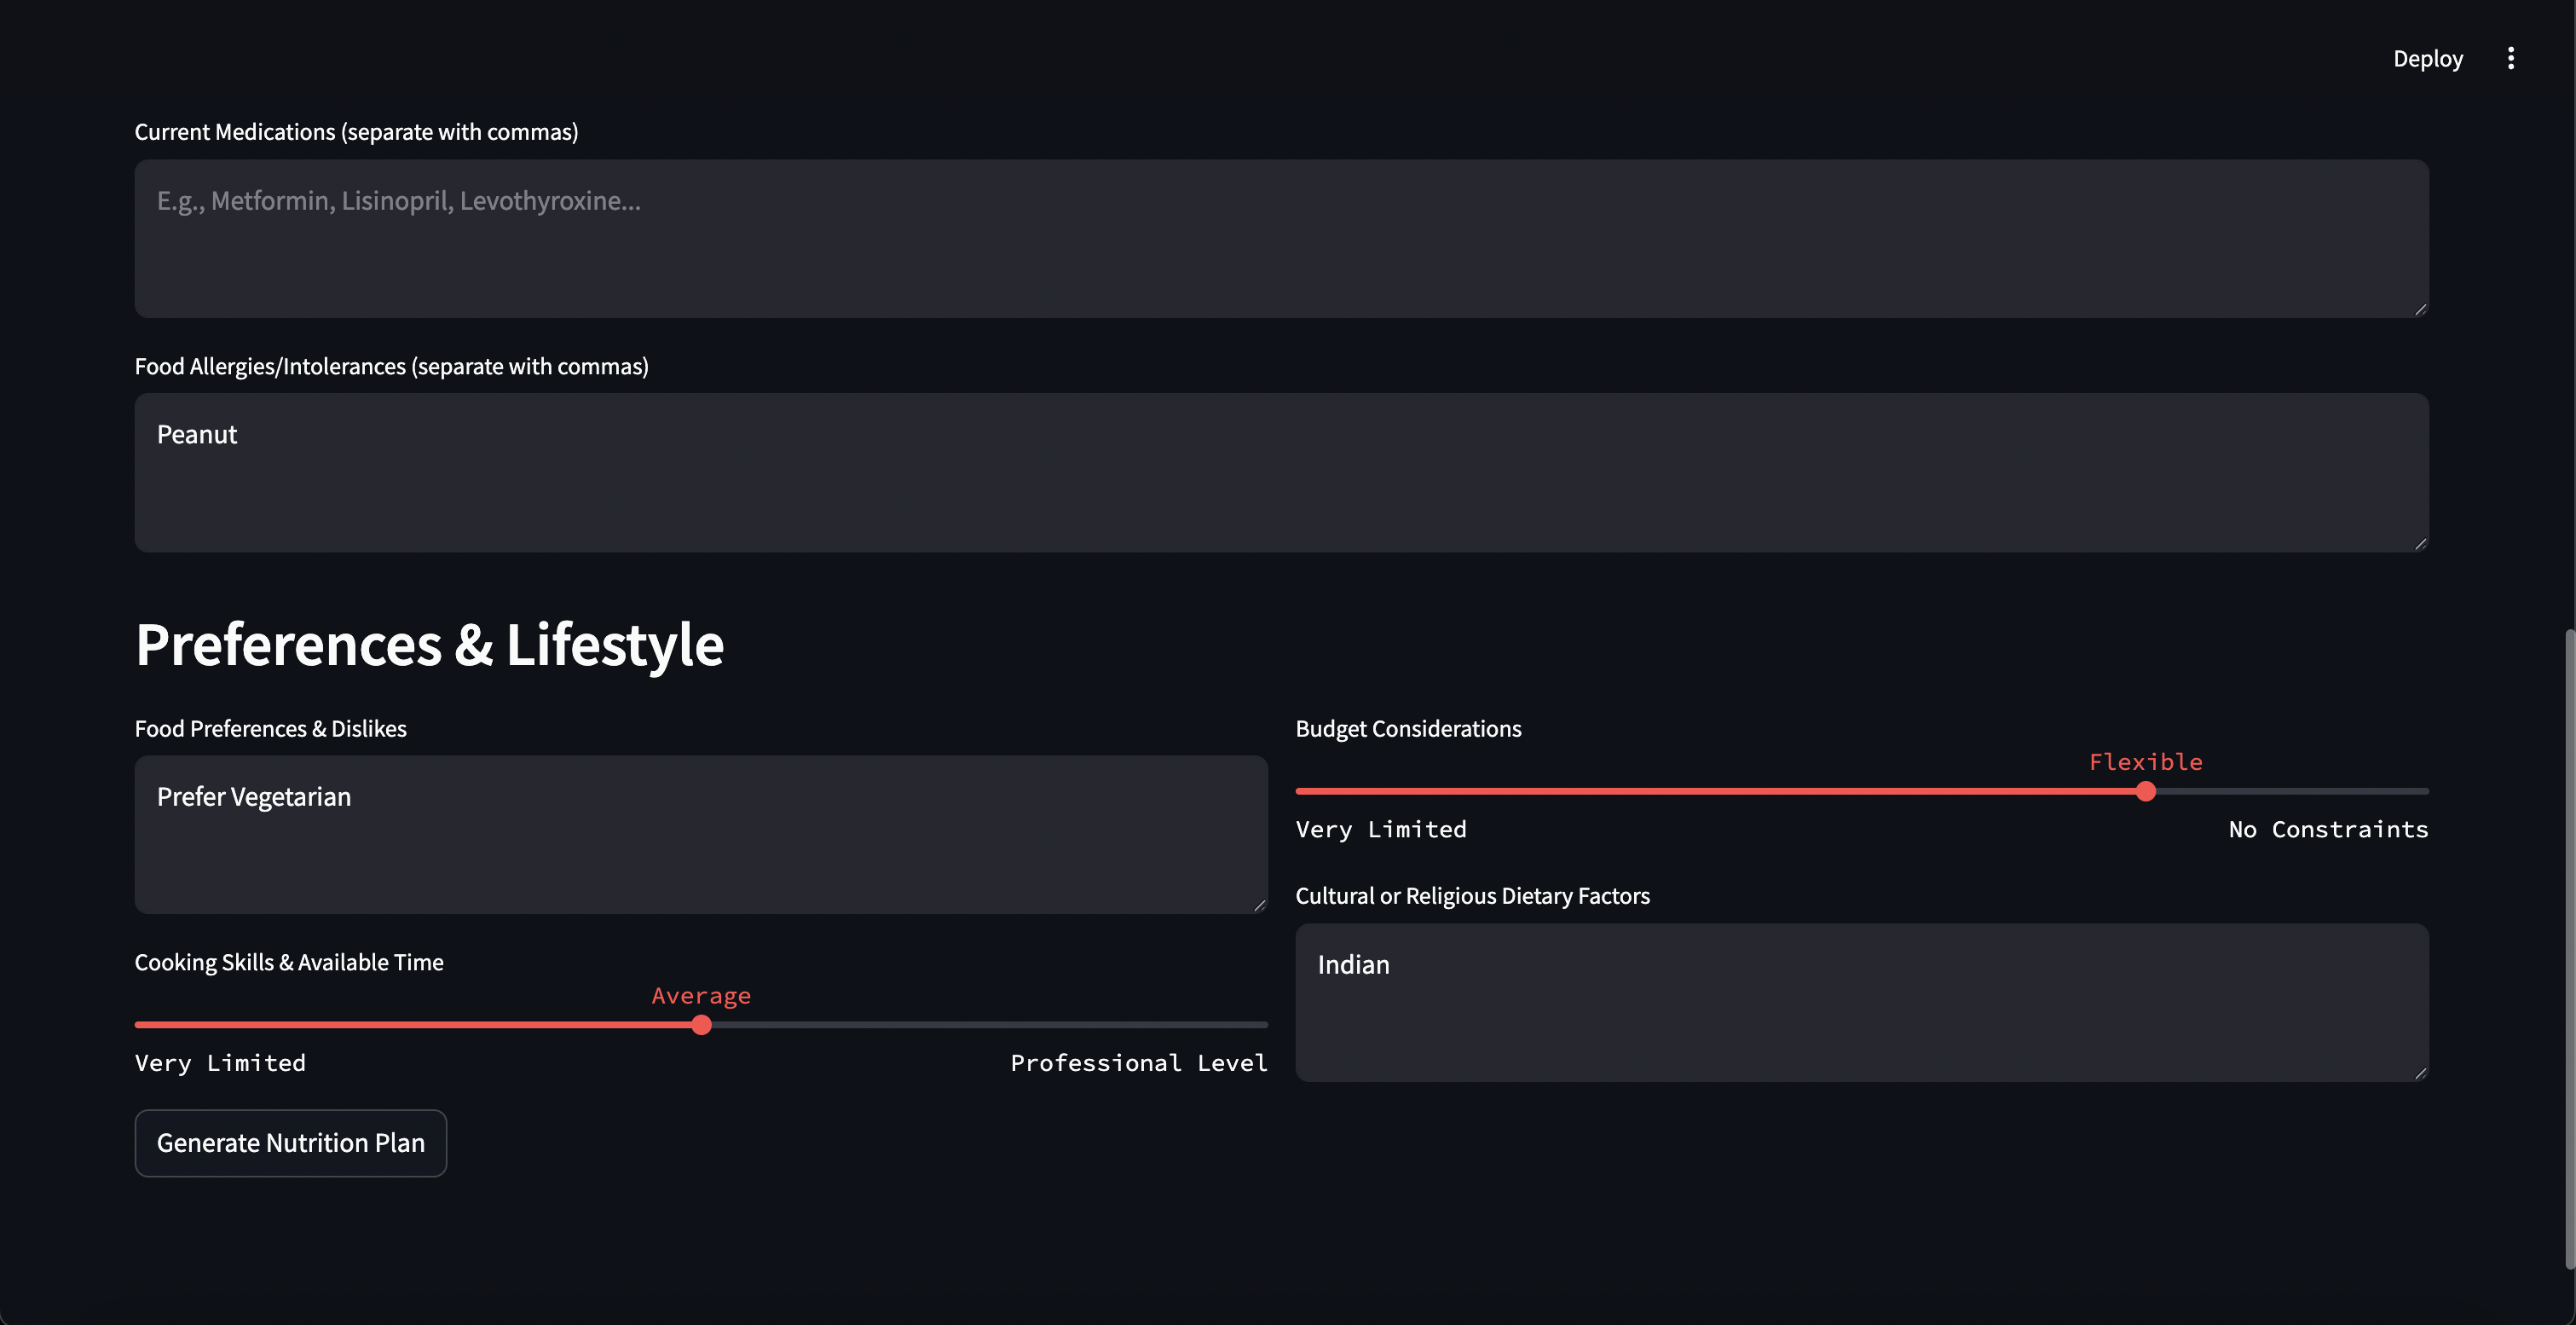 Deploy
Current Medications (separate with commas)
E.g., Metformin, Lisinopril, Levothyroxine...
Food Allergies/Intolerances (separate with commas)
Peanut
Preferences & Lifestyle
Food Preferences & Dislikes
Prefer Vegetarian
Cooking Skills & Available Time
Average
Very Limited
Professional Level
Budget Considerations
Flexible
Very Limited
No Constraints
Cultural or Religious Dietary Factors
Indian
Generate Nutrition Plan